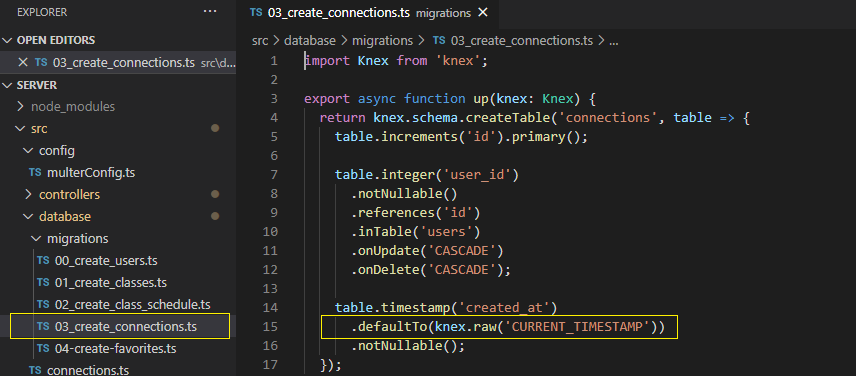 EXPLORER
...
OPEN EDITORS
TS 03_create_connections.ts src\d...
SERVER
node_modules
src
config
TS multerConfig.ts
controllers
database
migrations
TS 00_create_users.ts
TS 01_create_classes.ts
TS 02_create_class_schedule.ts
TS 03_create_connections.ts
TS 04-create-favorites.ts
TS connections.ts
TS 03_create_connections.ts migrations
src > database > migrations > TS 03_create_connections.ts > ...
1 import Knex from 'knex';
2
3 export async function up(knex: Knex) {
4 return knex.schema.createTable('connections', table => {
5 table.increments('id').primary();
6
7 table.integer('user_id')
8 .notNullable()
9 .references('id')
10 .inTable('users')
11 .onUpdate('CASCADE')
12 .onDelete('CASCADE');
13
14 table.timestamp('created_at')
15 .defaultTo(knex.raw('CURRENT_TIMESTAMP'))
16 .notNullable();
17 });